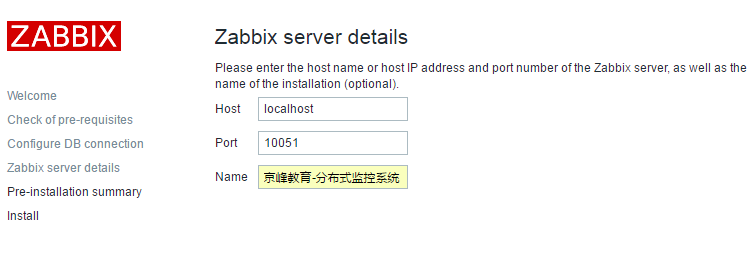 ZABBIX
Welcome
Check of pre-requisites
Configure DB connection
Zabbix server details
Pre-installation summary
Install
Zabbix server details
Please enter the host name or host IP address and port number of the Zabbix server, as well as the
name of the installation (optional).
Host localhost
Port 10051
Name 京峰教育-分布式监控系统